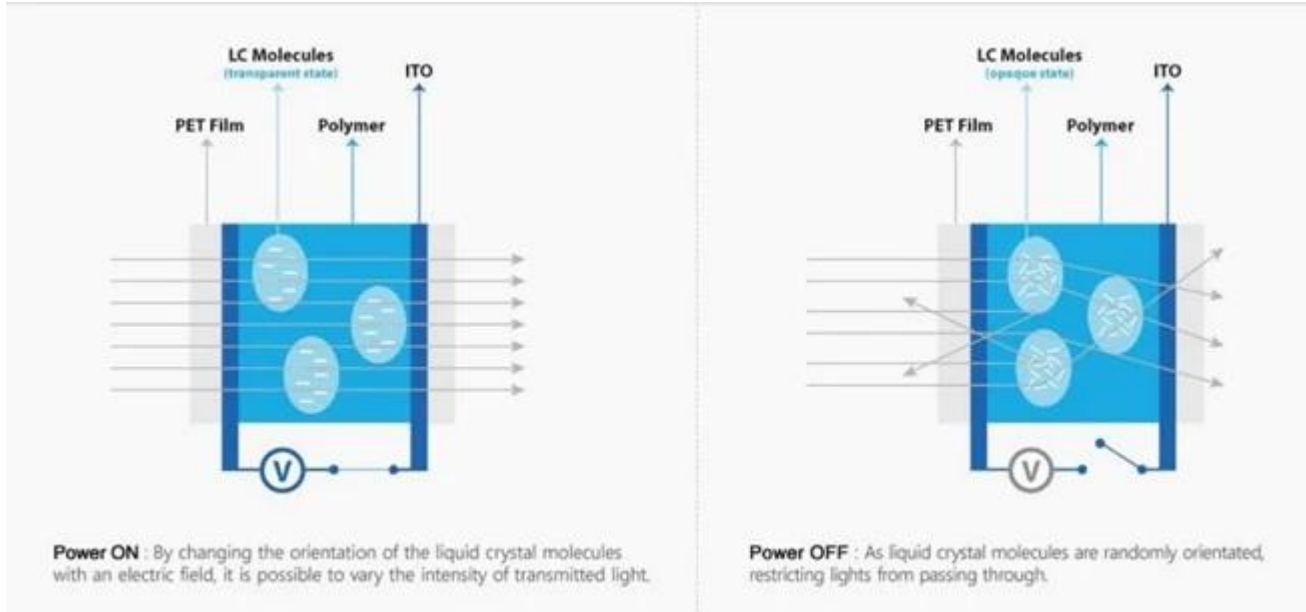 LC Molecules
(transparent state)
ITO
PET Film
Polymer
V
Power ON : By changing the orientation of the liquid crystal molecules
with an electric field, it is possible to vary the intensity of transmitted light.
LC Molecules
(opaque state)
ITO
PET Film
Polymer
V
Power OFF : As liquid crystal molecules are randomly orientated,
restricting lights from passing through.